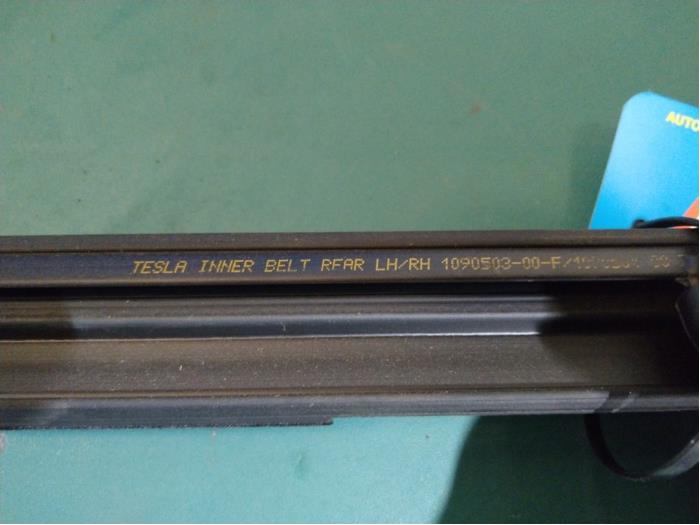 TESLA INNER BELT REAR LH/RH 1090503-00-F/
AUTO